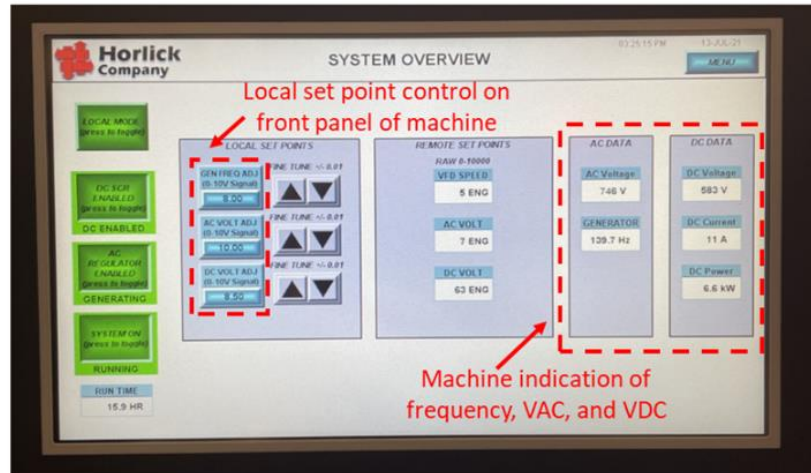 Horlick
Company
SYSTEM OVERVIEW
03:25:15 PM
13-JUL-21
MENU
Local set point control on
front panel of machine
LOCAL MODE
(press to toggle)
LOCAL SET POINTS
REMOTE SET POINTS
AC DATA
DC DATA
GEN FREQ ADJ
(0-10V Signal)
8.00
FINE TUNE +/- 0.01
RAW 0-10000
VFD SPEED
5 ENG
AC Voltage
746 V
DC Voltage
583 V
DC SCR
ENABLED
(press to toggle)
DC ENABLED
AC VOLT ADJ
(0-10V Signal)
10.00
FINE TUNE +/- 0.01
AC VOLT
7 ENG
GENERATOR
139.7 Hz
DC Current
11 A
AC
REGULATOR
ENABLED
(press to toggle)
GENERATING
DC VOLT ADJ
(0-10V Signal)
8.50
FINE TUNE +/- 0.01
DC VOLT
63 ENG
DC Power
6.6 kW
SYSTEM ON
(press to toggle)
RUNNING
RUN TIME
15.9 HR
Machine indication of
frequency, VAC, and VDC